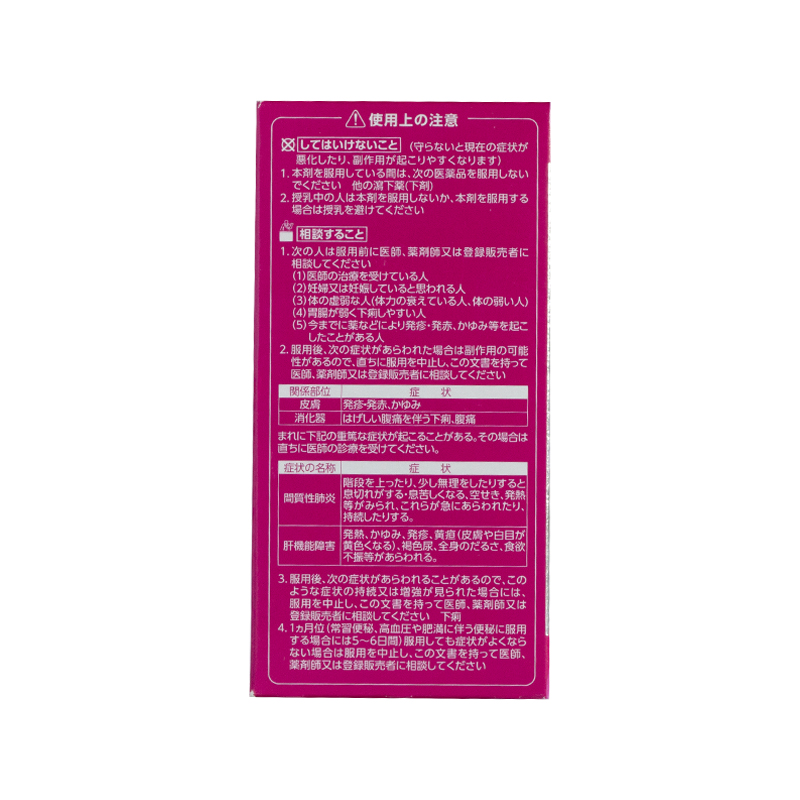 使用上の注意
してはいけないこと (守らないと現在の症状が
悪化したり、副作用が起こりやすくなります)
1. 本剤を服用している間は、次の医薬品を服用しない
でください 他の瀉下薬(下剤)
2. 授乳中の人は本剤を服用しないか、本剤を服用する
場合は授乳を避けてください
相談すること
1. 次の人は服用前に医師、薬剤師又は登録販売者に
相談してください
(1)医師の治療を受けている人
(2)妊婦又は妊娠していると思われる人
(3)体の虚弱な人(体力の衰えている人、体の弱い人)
(4)胃腸が弱く下痢しやすい人
(5)今までに薬などにより発疹・発赤、かゆみ等を起こ
したことがある人
2. 服用後、次の症状があらわれた場合は副作用の可能
性があるので、直ちに服用を中止し、この文書を持って
医師、薬剤師又は登録販売者に相談してください
関係部位 症状
皮膚 発疹・発赤、かゆみ
消化器 はげしい腹痛を伴う下痢、腹痛
まれに下記の重篤な症状が起こることがある。その場合は
直ちに医師の診療を受けてください。
症状の名称 症状
間質性肺炎 階段を上ったり、少し無理をしたりすると
息切れがする・息苦しくなる、空せき、発熱
等がみられ、これらが急にあらわれたり、
持続したりする。
肝機能障害 発熱、かゆみ、発疹、黄疸(皮膚や白目が
黄色くなる)、褐色尿、全身のだるさ、食欲
不振等があらわれる。
3. 服用後、次の症状があらわれることがあるので、この
ような症状の持続又は増強が見られた場合には、
服用を中止し、この文書を持って医師、薬剤師又は
登録販売者に相談してください 下痢
4. 1ヵ月位(常習便秘、高血圧や肥満に伴う便秘に服用
する場合には5〜6日間)服用しても症状がよくなら
ない場合は服用を中止し、この文書を持って医師、
薬剤師又は登録販売者に相談してください